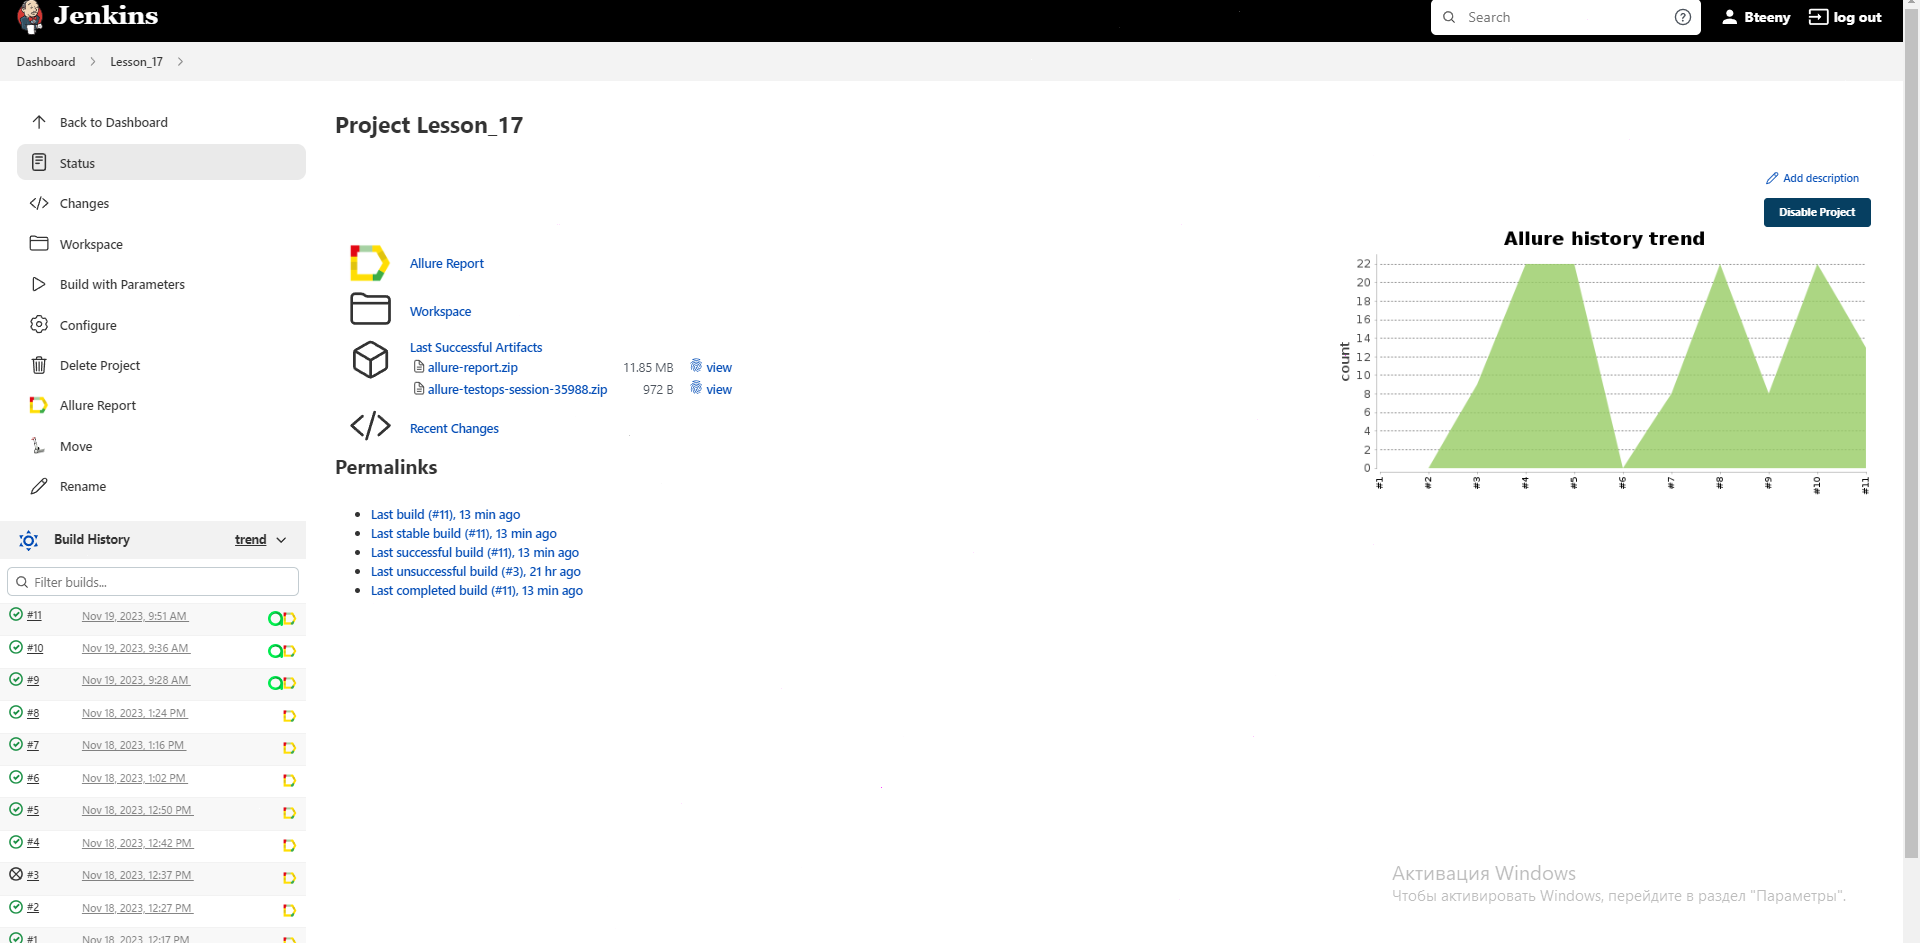 Jenkins
Search
Bteeny
log out
Dashboard
Lesson_17
Back to Dashboard
Status
Changes
Workspace
Build with Parameters
Configure
Delete Project
Allure Report
Move
Rename
Build History
trend
Filter builds...
#11 Nov 19, 2023, 9:51 AM
#10 Nov 19, 2023, 9:36 AM
#9 Nov 19, 2023, 9:28 AM
#8 Nov 18, 2023, 1:24 PM
#7 Nov 18, 2023, 1:16 PM
#6 Nov 18, 2023, 1:02 PM
#5 Nov 18, 2023, 12:50 PM
#4 Nov 18, 2023, 12:42 PM
#3 Nov 18, 2023, 12:37 PM
#2 Nov 18, 2023, 12:27 PM
#1 Nov 18, 2023, 12:17 PM
Project Lesson_17
Add description
Disable Project
Allure Report
Workspace
Last Successful Artifacts
allure-report.zip 11.85 MB view
allure-testops-session-35988.zip 972 B view
Recent Changes
Permalinks
Last build (#11), 13 min ago
Last stable build (#11), 13 min ago
Last successful build (#11), 13 min ago
Last unsuccessful build (#3), 21 hr ago
Last completed build (#11), 13 min ago
Allure history trend
count
22
20
18
16
14
12
10
8
6
4
2
0
#1 #2 #3 #4 #5 #6 #7 #8 #9 #10 #11
Активация Windows
Чтобы активировать Windows, перейдите в раздел "Параметры".